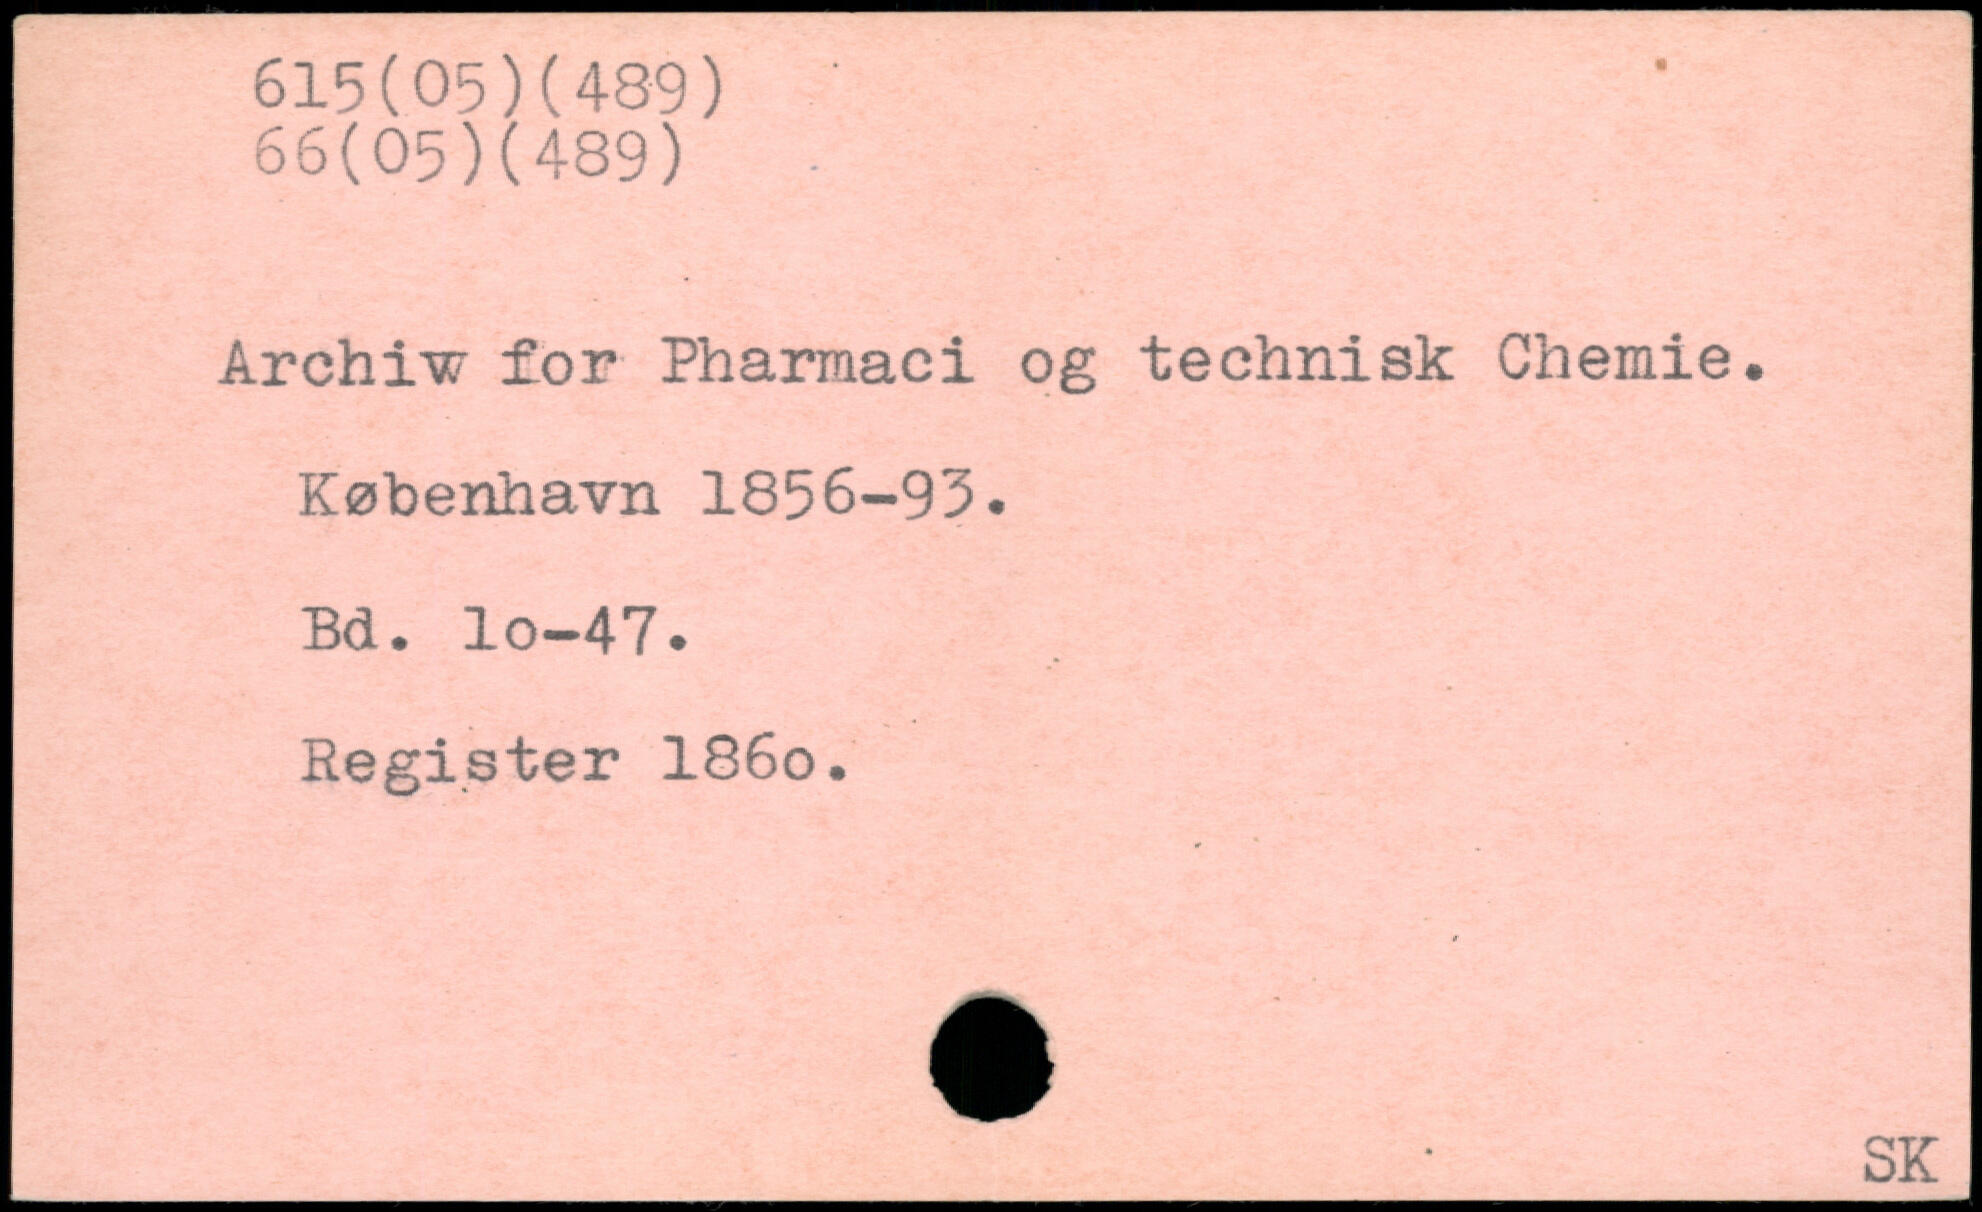 615(05)(489)
66(05)(489)
Archiw for Pharmaci og technisk Chemie.
København 1856-93.
Bd. lo-47.
Register 186o.
SK